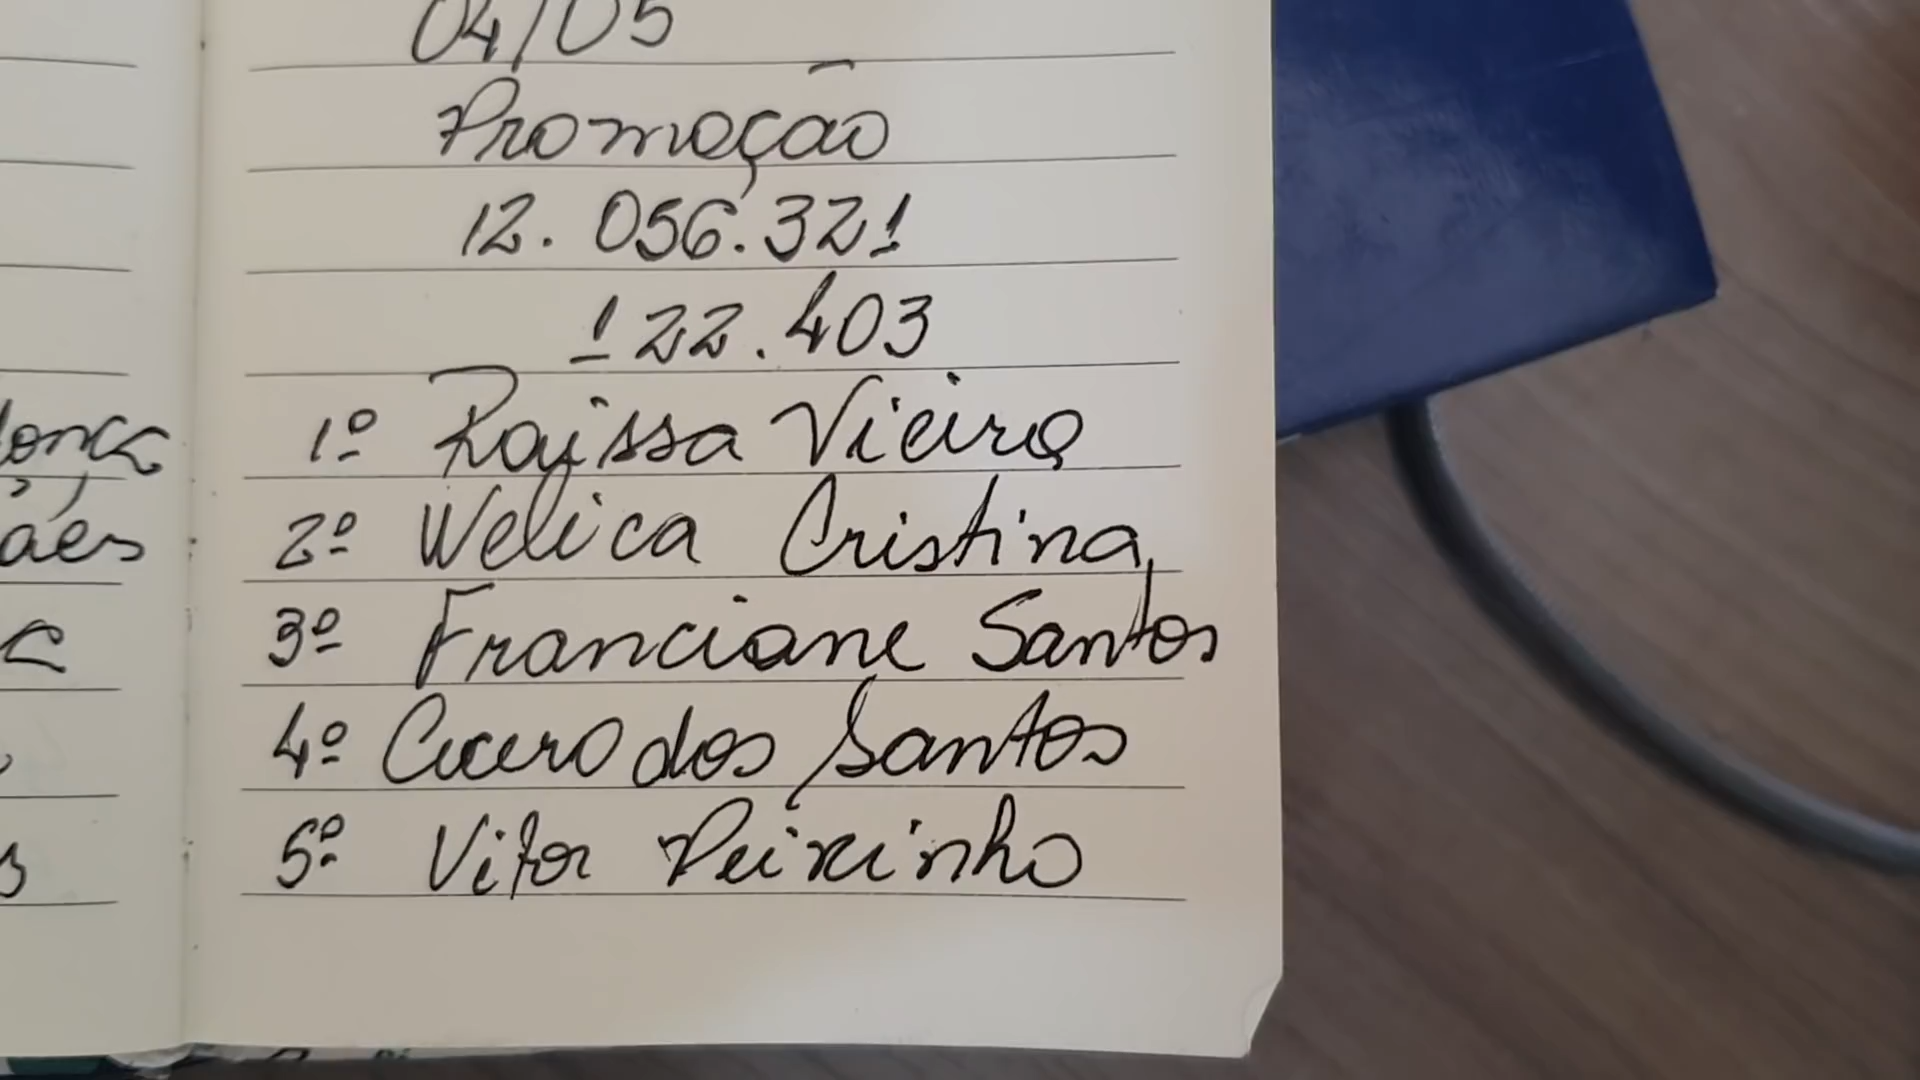 04/05
Promoção
12.056.321
122.403
1º Rayssa Vieira
2º Welica Cristina
3º Franciane Santos
4º Cicero dos Santos
5º Vitor Peixinho